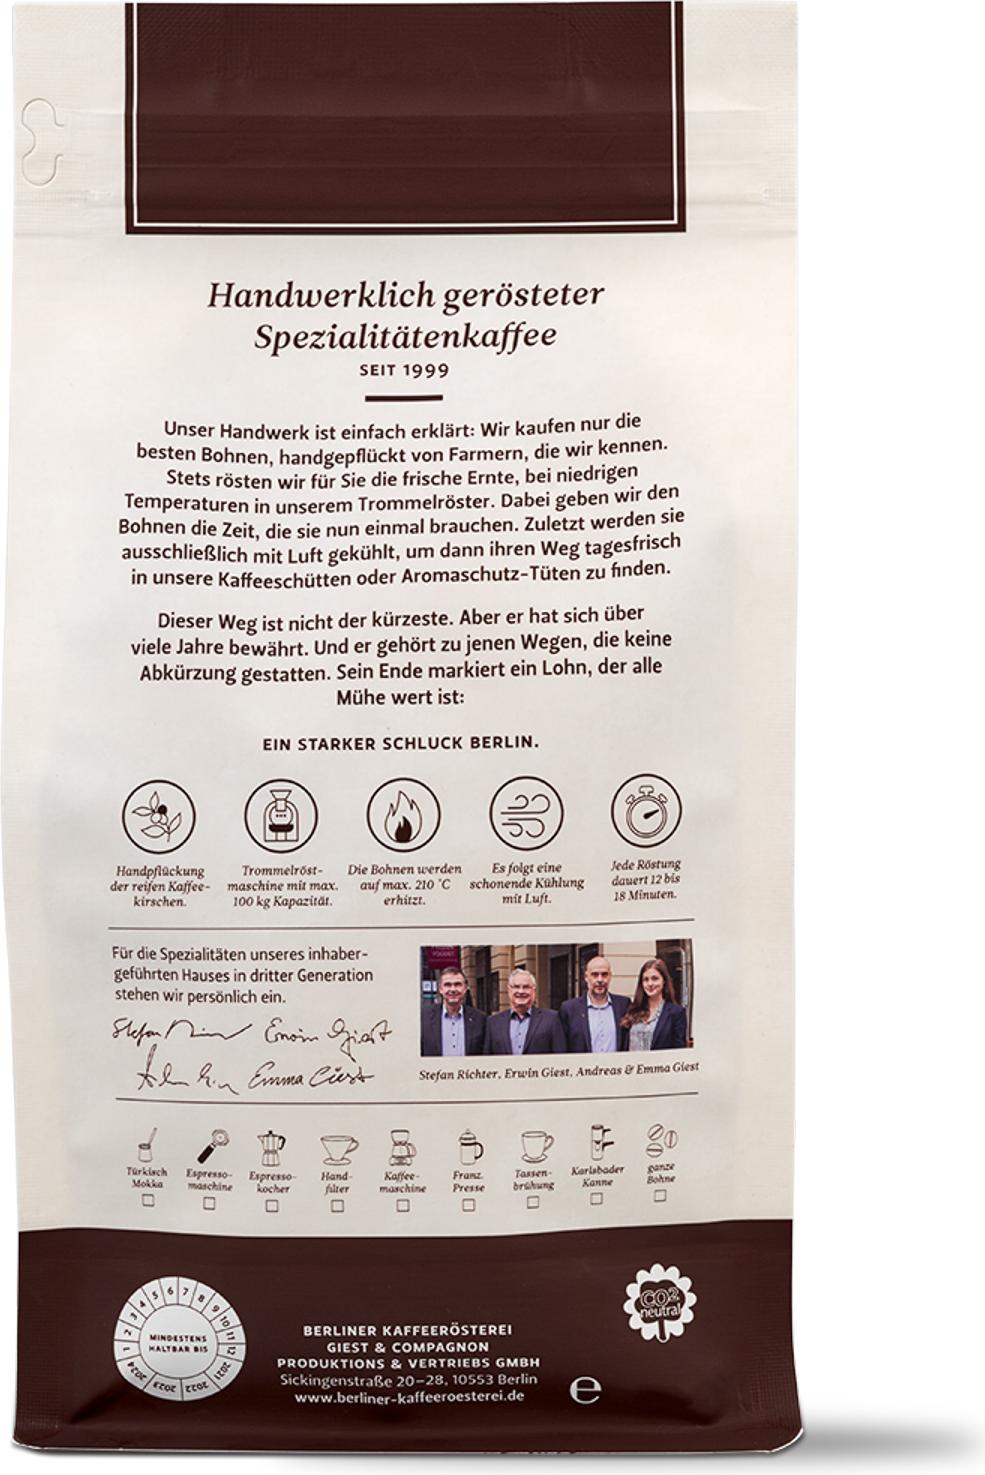 Handwerklich gerösteter
Spezialitätenkaffee
SEIT 1999
Unser Handwerk ist einfach erklärt: Wir kaufen nur die
besten Bohnen, handgepflückt von Farmern, die wir kennen.
Stets rösten wir für Sie die frische Ernte, bei niedrigen
Temperaturen in unserem Trommelröster. Dabei geben wir den
Bohnen die Zeit, die sie nun einmal brauchen. Zuletzt werden sie
ausschließlich mit Luft gekühlt, um dann ihren Weg tagesfrisch
in unsere Kaffeeschütten oder Aromaschutz-Tüten zu finden.
Dieser Weg ist nicht der kürzeste. Aber er hat sich über
viele Jahre bewährt. Und er gehört zu jenen Wegen, die keine
Abkürzung gestatten. Sein Ende markiert ein Lohn, der alle
Mühe wert ist:
EIN STARKER SCHLUCK BERLIN.
Handpflückung
der reifen Kaffee-
kirschen.
Trommelröst-
maschine mit max.
100 kg Kapazität.
Die Bohnen werden
auf max. 210 °C
erhitzt.
Es folgt eine
schonende Kühlung
mit Luft.
Jede Röstung
dauert 12 bis
18 Minuten.
Für die Spezialitäten unseres inhaber-
geführten Hauses in dritter Generation
stehen wir persönlich ein.
Erwin Giest
Emma Giest
Stefan Richter, Erwin Giest, Andreas & Emma Giest
Türkisch
Mokka
Espresso-
maschine
Espresso-
kocher
Hand-
filter
Kaffee-
maschine
Franz.
Presse
Tassen-
brühung
Karlsbader
Kanne
ganze
Bohne
1 2 3 4 5 6 7 8 9 10 11 12 2021 2022 2023 2024
MINDESTENS
HALTBAR BIS
BERLINER KAFFEERÖSTEREI
GIEST & COMPAGNON
PRODUKTIONS & VERTRIEBS GMBH
Sickingenstraße 20–28, 10553 Berlin
www.berliner-kaffeeroesterei.de
e
CO2
neutral